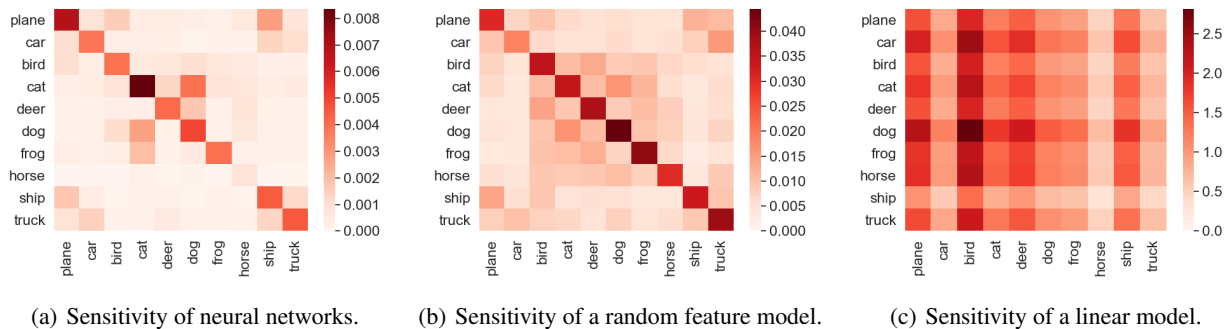 plane
car
bird
cat
deer
dog
frog
horse
ship
truck
plane
car
bird
cat
deer
dog
frog
horse
ship
truck
0.008
0.007
0.006
0.005
0.004
0.003
0.002
0.001
0.000
(a) Sensitivity of neural networks.
plane
car
bird
cat
deer
dog
frog
horse
ship
truck
plane
car
bird
cat
deer
dog
frog
horse
ship
truck
0.040
0.035
0.030
0.025
0.020
0.015
0.010
0.005
0.000
(b) Sensitivity of a random feature model.
plane
car
bird
cat
deer
dog
frog
horse
ship
truck
plane
car
bird
cat
deer
dog
frog
horse
ship
truck
2.5
2.0
1.5
1.0
0.5
0.0
(c) Sensitivity of a linear model.